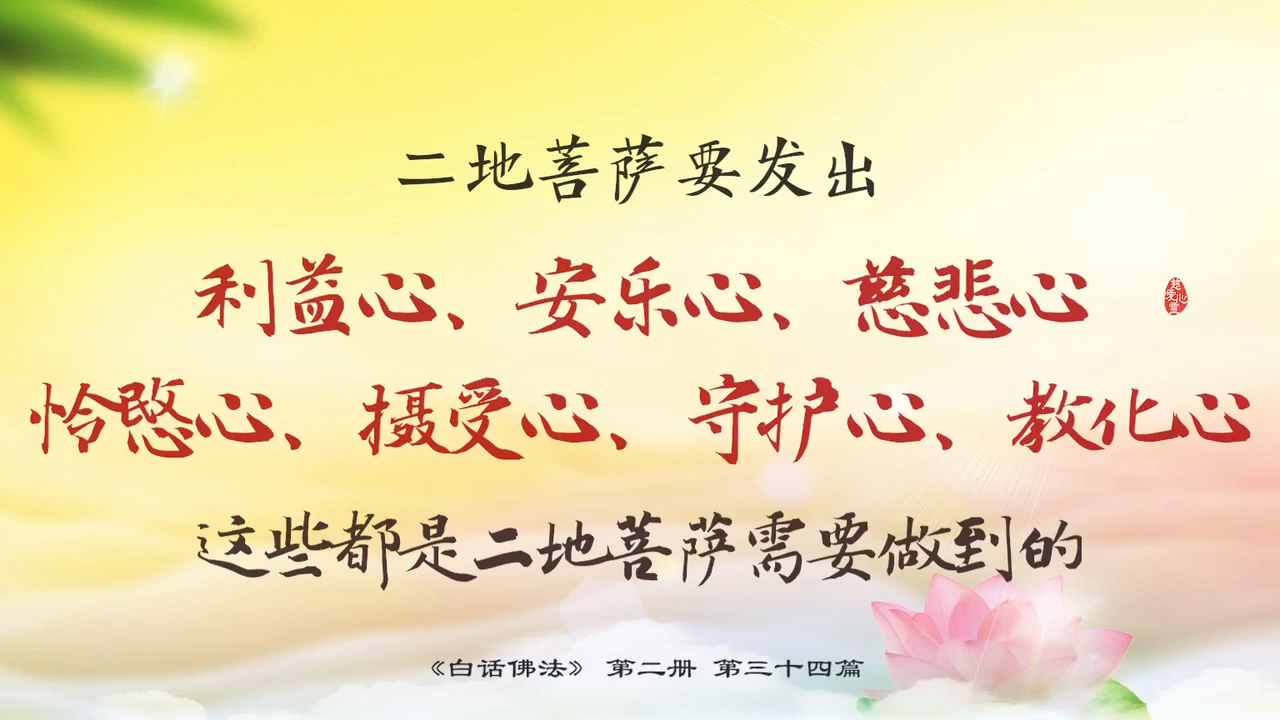 二地菩萨要发出
利益心、安乐心、慈悲心
怜愍心、摄受心、守护心、教化心
这些都是二地菩萨需要做到的
《白话佛法》 第二册 第三十四篇